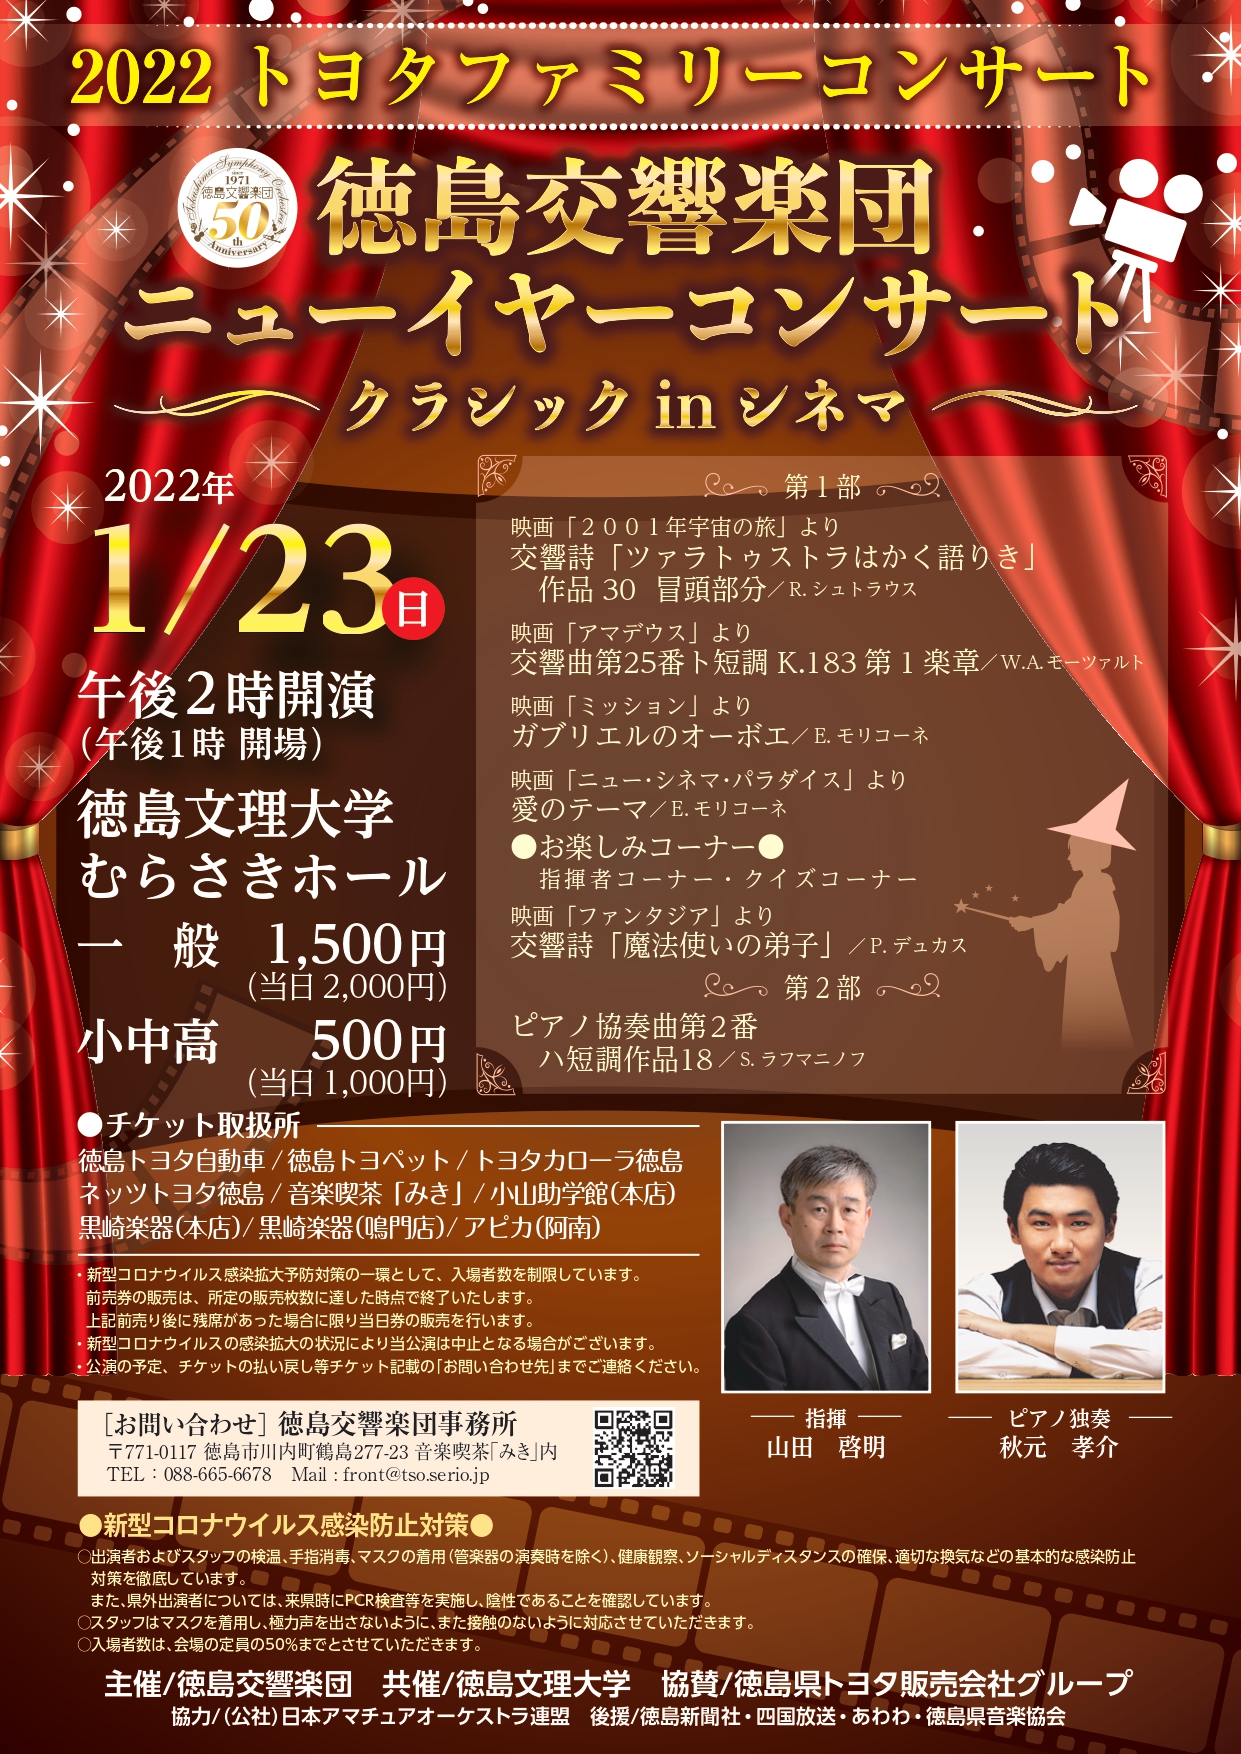 2022 トヨタファミリーコンサート
Tokushima Symphony Orchestra
since
1971
徳島交響楽団
50
th
Anniversary
徳島交響楽団
ニューイヤーコンサート
クラシック in シネマ
2022年
1/23 日
午後2時開演
（午後1時 開場）
徳島文理大学
むらさきホール
一　般　1,500円
（当日 2,000円）
小中高　500円
（当日 1,000円）
第1部
映画「２００１年宇宙の旅」より
交響詩「ツァラトゥストラはかく語りき」
作品 30　冒頭部分／R. シュトラウス
映画「アマデウス」より
交響曲第25番ト短調 K.183 第１楽章／W.A. モーツァルト
映画「ミッション」より
ガブリエルのオーボエ／E. モリコーネ
映画「ニュー・シネマ・パラダイス」より
愛のテーマ／E. モリコーネ
●お楽しみコーナー●
指揮者コーナー・クイズコーナー
映画「ファンタジア」より
交響詩「魔法使いの弟子」／P. デュカス
第2部
ピアノ協奏曲第2番
ハ短調作品18／S. ラフマニノフ
●チケット取扱所
徳島トヨタ自動車 / 徳島トヨペット / トヨタカローラ徳島
ネッツトヨタ徳島 / 音楽喫茶「みき」/ 小山助学館（本店）
黒崎楽器（本店）/ 黒崎楽器（鳴門店）/ アピカ（阿南）
・新型コロナウイルス感染拡大予防対策の一環として、入場者数を制限しています。
前売券の販売は、所定の販売枚数に達した時点で終了いたします。
上記前売り後に残席があった場合に限り当日券の販売を行います。
・新型コロナウイルスの感染拡大の状況により当公演は中止となる場合がございます。
・公演の予定、チケットの払い戻し等チケット記載の「お問い合わせ先」までご連絡ください。
指揮
山田　啓明
ピアノ独奏
秋元　孝介
［お問い合わせ］徳島交響楽団事務所
〒771-0117 徳島市川内町鶴島277-23 音楽喫茶「みき」内
TEL：088-665-6678　Mail : front@tso.serio.jp
●新型コロナウイルス感染防止対策●
○出演者およびスタッフの検温、手指消毒、マスクの着用（管楽器の演奏時を除く）、健康観察、ソーシャルディスタンスの確保、適切な換気などの基本的な感染防止
対策を徹底しています。
また、県外出演者については、来県時にPCR検査等を実施し、陰性であることを確認しています。
○スタッフはマスクを着用し、極力声を出さないように、また接触のないように対応させていただきます。
○入場者数は、会場の定員の50%までとさせていただきます。
主催/徳島交響楽団　共催/徳島文理大学　協賛/徳島県トヨタ販売会社グループ
協力/（公社）日本アマチュアオーケストラ連盟　後援/徳島新聞社・四国放送・あわわ・徳島県音楽協会